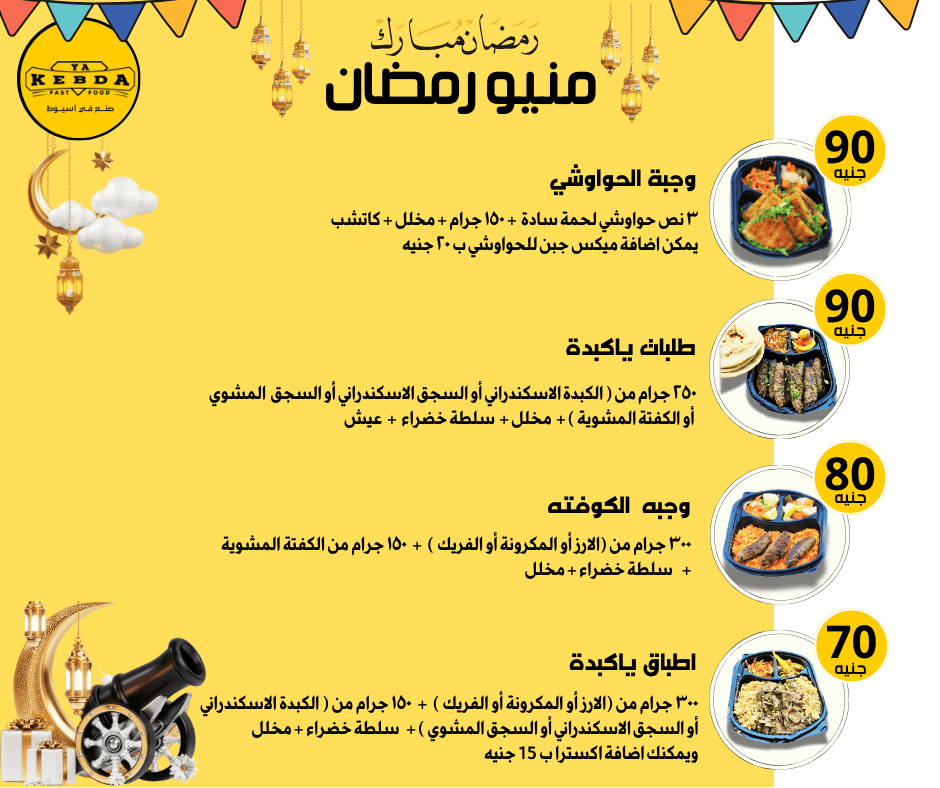 YA
KEBDA
FAST FOOD
صنع في أسيوط
رمضان مبارك
منيو رمضان
90
جنيه
وجبة الحواوشي
٣ نص حواوشي لحمة سادة + ١٥٠ جرام + مخلل + كاتشب
يمكن اضافة ميكس جبن للحواوشي ب ٢٠ جنيه
90
جنيه
طلبات ياكبدة
٢٥٠ جرام من ( الكبدة الاسكندراني أو السجق الاسكندراني أو السجق المشوي
أو الكفتة المشوية ) + مخلل + سلطة خضراء + عيش
80
جنيه
وجبه الكوفته
٣٠٠ جرام من (الارز أو المكرونة أو الفريك ) + ١٥٠ جرام من الكفتة المشوية
+ سلطة خضراء + مخلل
70
جنيه
اطباق ياكبدة
٣٠٠ جرام من (الارز أو المكرونة أو الفريك ) + ١٥٠ جرام من ( الكبدة الاسكندراني
أو السجق الاسكندراني أو السجق المشوي ) + سلطة خضراء + مخلل
ويمكنك اضافة اكسترا ب 15 جنيه